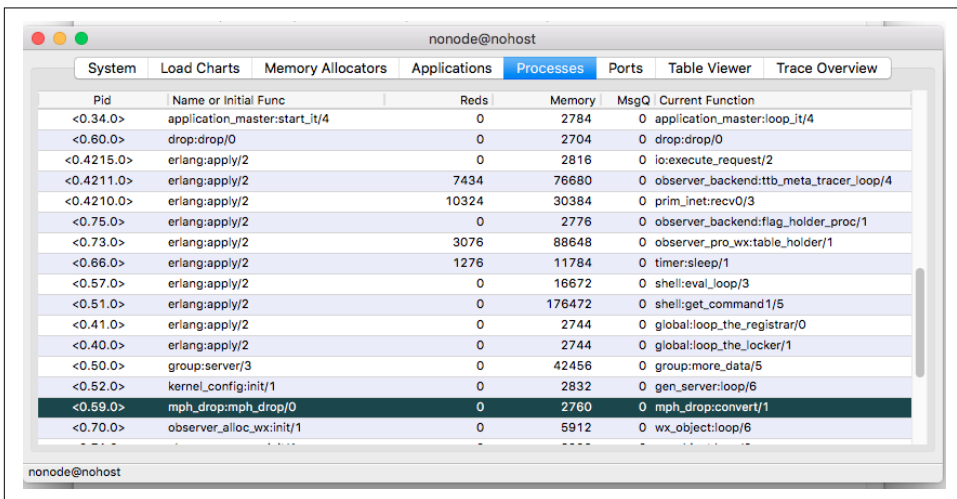 nonode@nohost
System Load Charts Memory Allocators Applications Processes Ports Table Viewer Trace Overview
Pid Name or Initial Func Reds Memory MsgQ Current Function
<0.34.0> application_master:start_it/4 0 2784 0 application_master:loop_it/4
<0.60.0> drop:drop/0 0 2704 0 drop:drop/0
<0.4215.0> erlang:apply/2 0 2816 0 io:execute_request/2
<0.4211.0> erlang:apply/2 7434 76680 0 observer_backend:ttb_meta_tracer_loop/4
<0.4210.0> erlang:apply/2 10324 30384 0 prim_inet:recv0/3
<0.75.0> erlang:apply/2 0 2776 0 observer_backend:flag_holder_proc/1
<0.73.0> erlang:apply/2 3076 88648 0 observer_pro_wx:table_holder/1
<0.66.0> erlang:apply/2 1276 11784 0 timer:sleep/1
<0.57.0> erlang:apply/2 0 16672 0 shell:eval_loop/3
<0.51.0> erlang:apply/2 0 176472 0 shell:get_command1/5
<0.41.0> erlang:apply/2 0 2744 0 global:loop_the_registrar/0
<0.40.0> erlang:apply/2 0 2744 0 global:loop_the_locker/1
<0.50.0> group:server/3 0 42456 0 group:more_data/5
<0.52.0> kernel_config:init/1 0 2832 0 gen_server:loop/6
<0.59.0> mph_drop:mph_drop/0 0 2760 0 mph_drop:convert/1
<0.70.0> observer_alloc_wx:init/1 0 5912 0 wx_object:loop/6
nonode@nohost